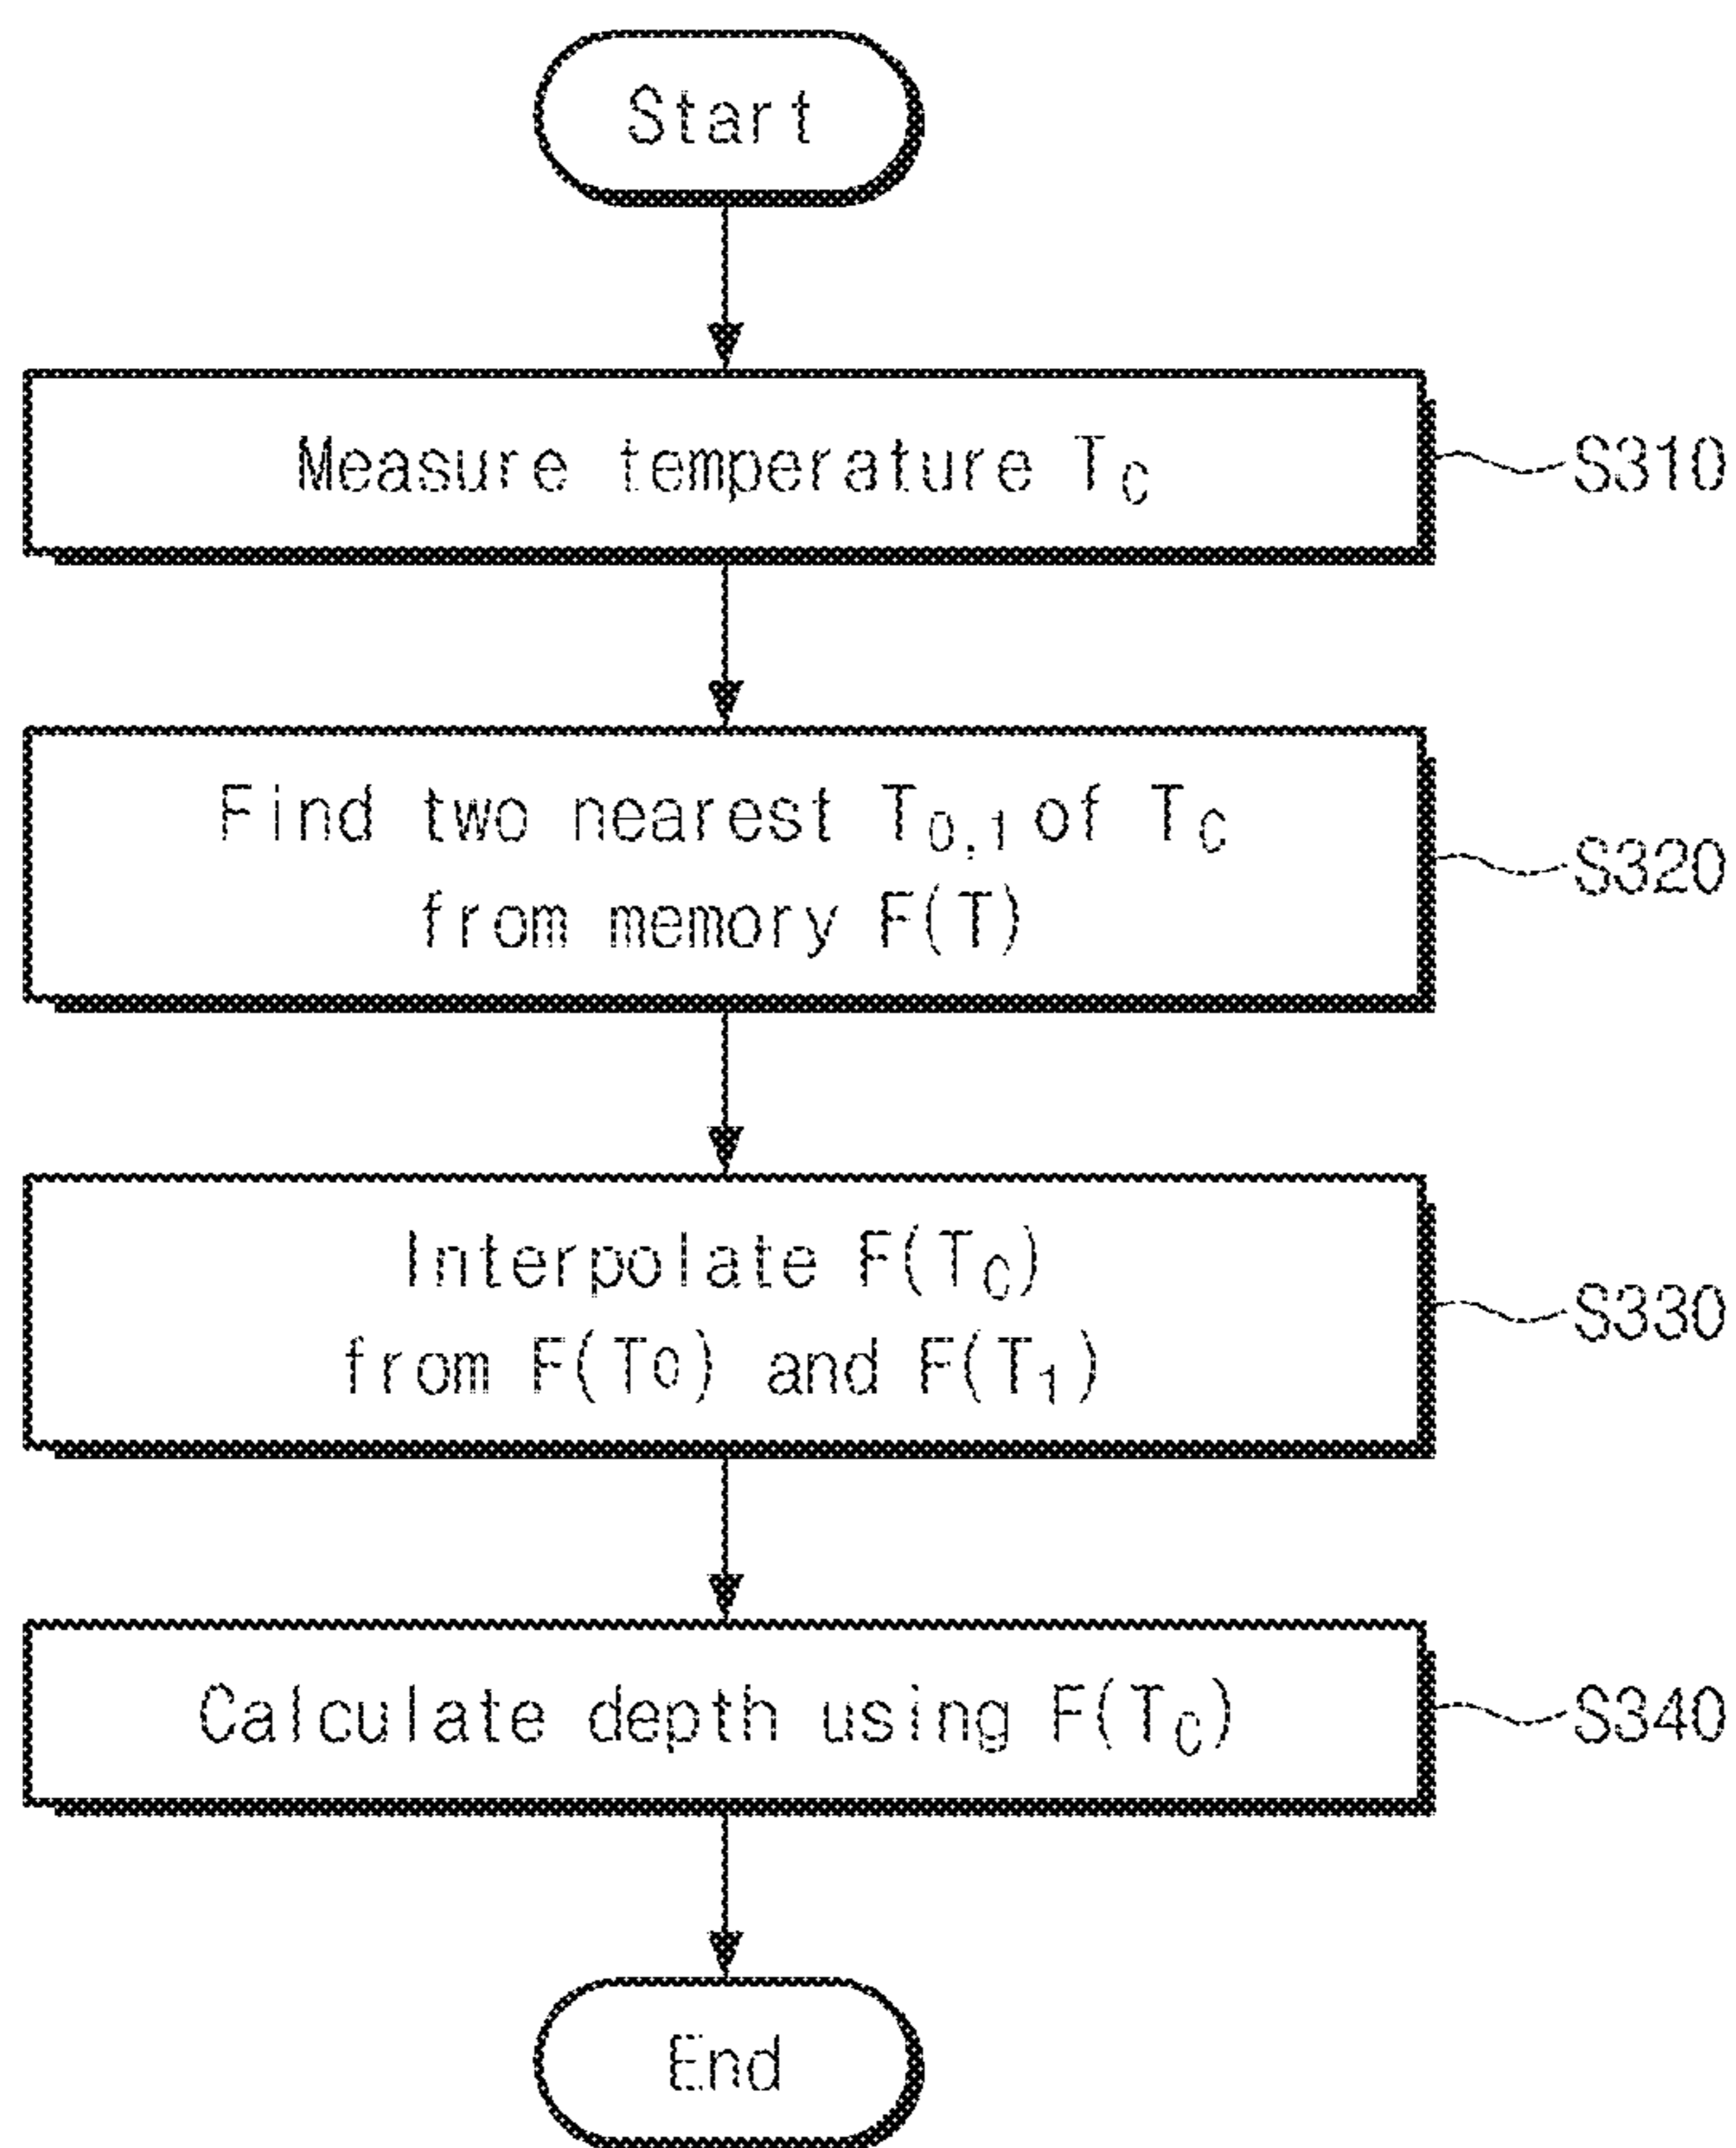 Start
Measure temperature T_C
S310
Find two nearest T_0,1 of T_C
from memory F(T)
S320
Interpolate F(T_C)
from F(T0) and F(T_1)
S330
Calculate depth using F(T_C)
S340
End